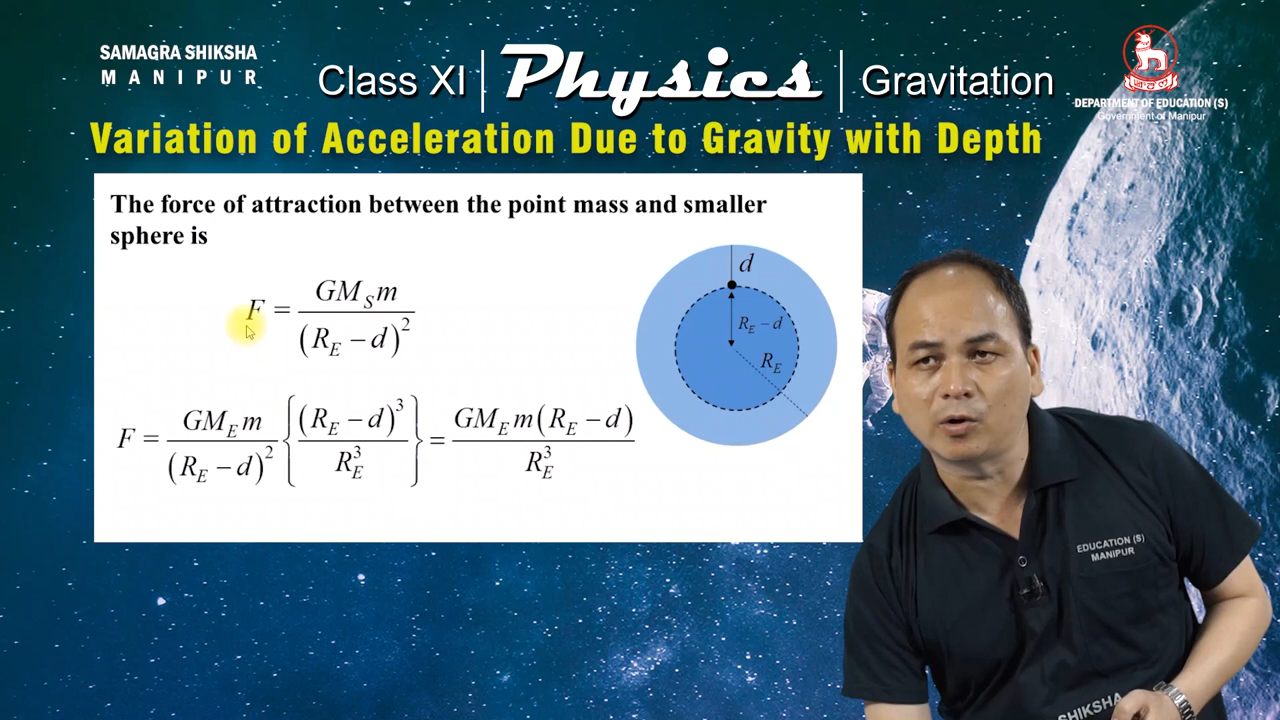 SAMAGRA SHIKSHA
MANIPUR
Class XI | Physics | Gravitation
DEPARTMENT OF EDUCATION (S)
Government of Manipur
Variation of Acceleration Due to Gravity with Depth
The force of attraction between the point mass and smaller
sphere is
F = GM_S m / (R_E − d)^2
F = GM_E m / (R_E − d)^2 {(R_E − d)^3 / R_E^3} = GM_E m(R_E − d) / R_E^3
d
R_E − d
R_E
EDUCATION (S)
MANIPUR
SHIKSHA